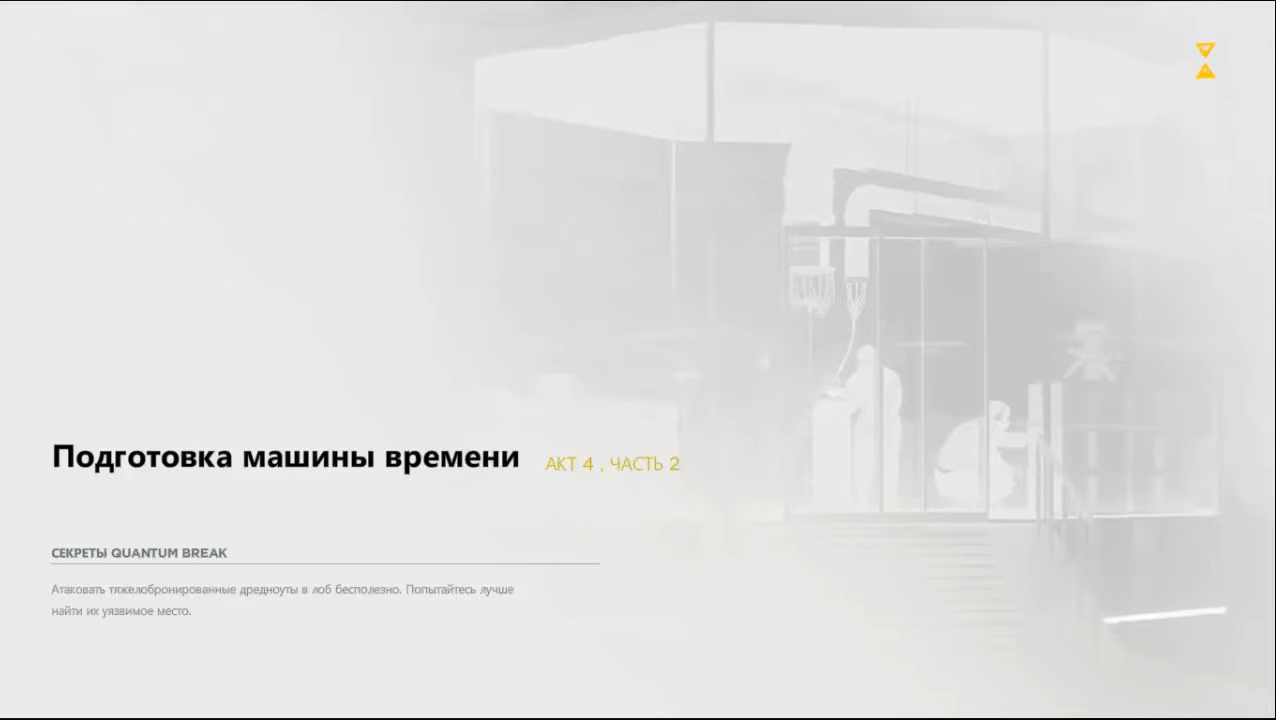 Подготовка машины времени АКТ 4 , ЧАСТЬ 2
СЕКРЕТЫ QUANTUM BREAK
Атаковать тяжелобронированные дредноуты в лоб бесполезно. Попытайтесь лучше
найти их уязвимое место.